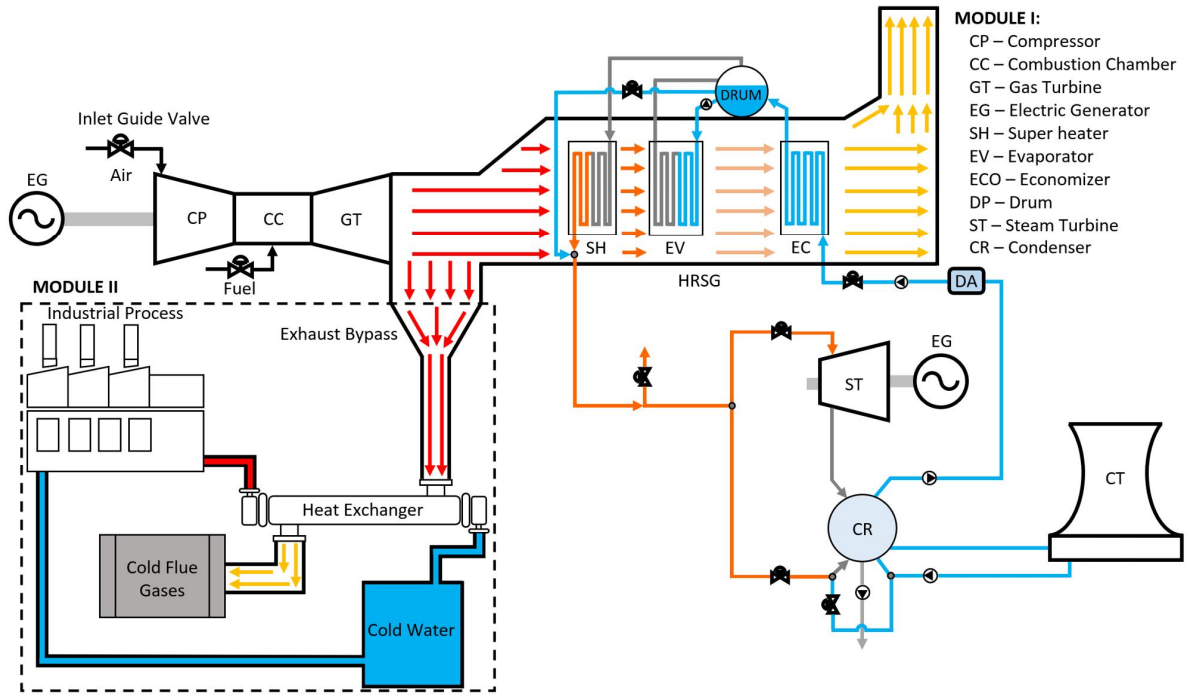 MODULE I:
CP – Compressor
CC – Combustion Chamber
GT – Gas Turbine
EG – Electric Generator
SH – Super heater
EV – Evaporator
ECO – Economizer
DP – Drum
ST – Steam Turbine
CR – Condenser
DRUM
Inlet Guide Valve
Air
EG
CP
CC
GT
Fuel
SH
EV
EC
HRSG
DA
MODULE II
Industrial Process
Exhaust Bypass
EG
ST
Heat Exchanger
CR
CT
Cold Flue
Gases
Cold Water